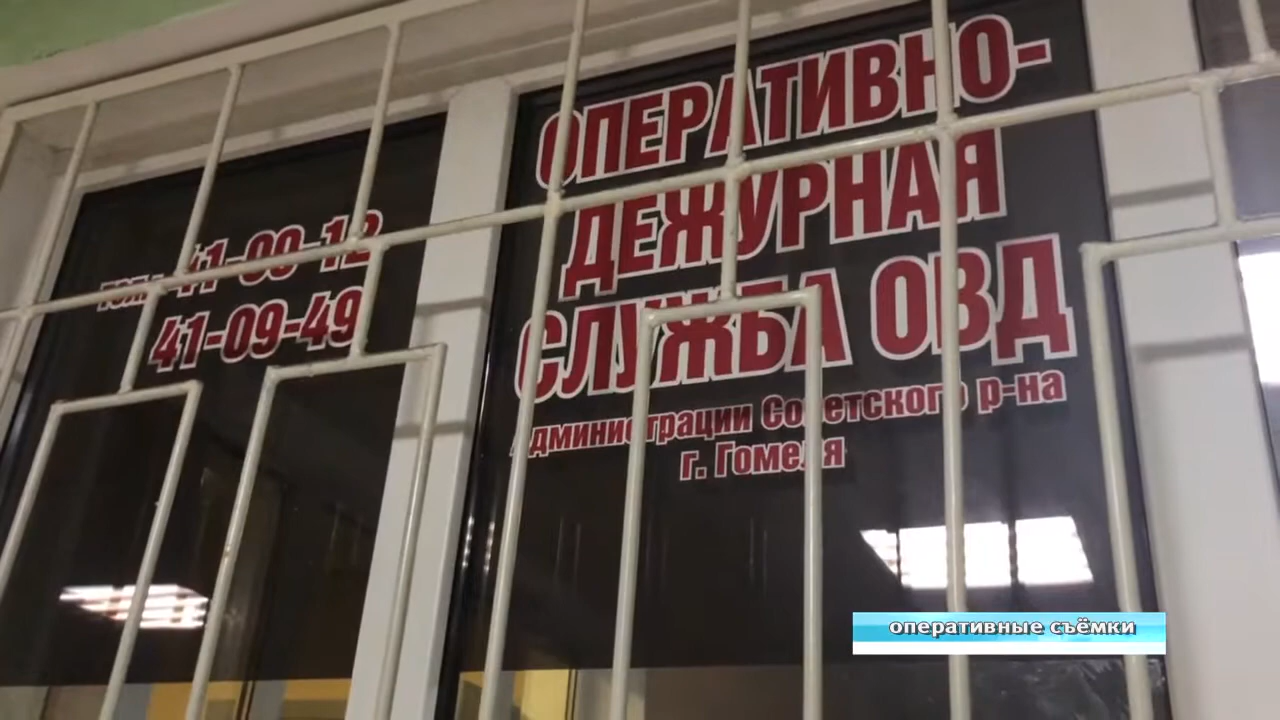 41-09-49
ОПЕРАТИВНО-
ДЕЖУРНАЯ
СЛУЖБА ОВД
администрации Советского р-на
г. Гомеля
оперативные съёмки